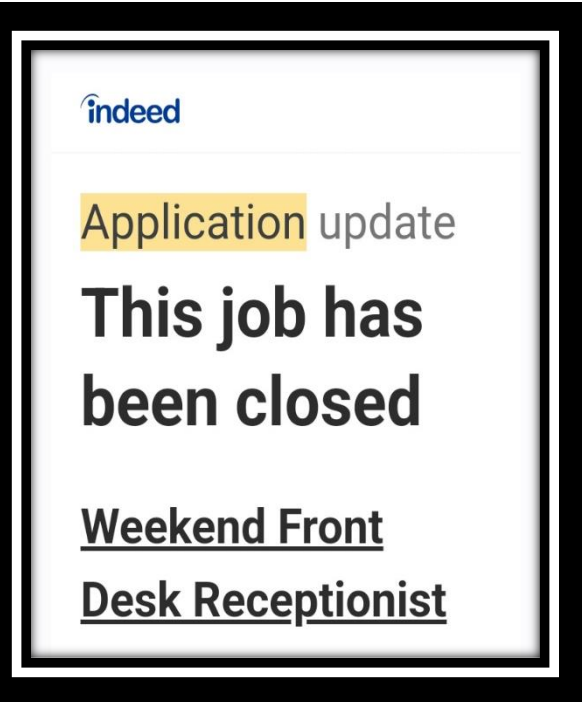 indeed
Application update
This job has
been closed
Weekend Front
Desk Receptionist